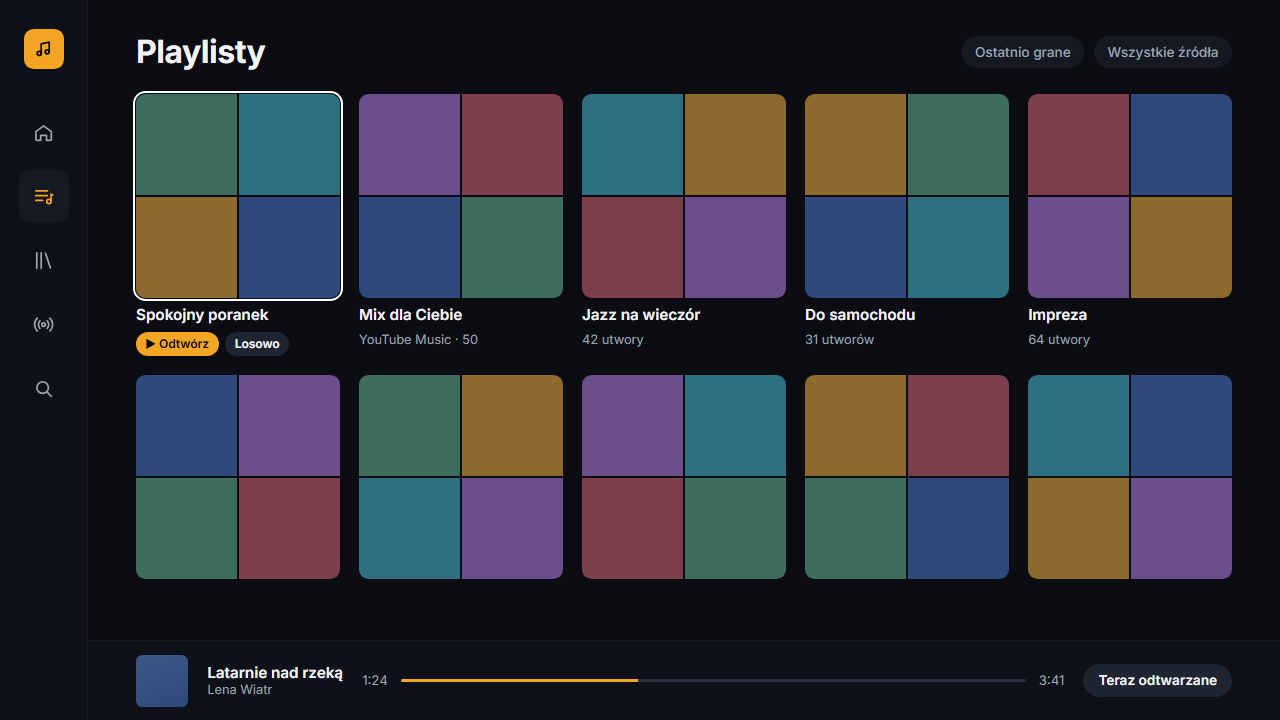 Playlisty
Ostatnio grane
Wszystkie źródła
Spokojny poranek
▶ Odtwórz
Losowo
Mix dla Ciebie
YouTube Music · 50
Jazz na wieczór
42 utwory
Do samochodu
31 utworów
Impreza
64 utwory
Latarnie nad rzeką
Lena Wiatr
1:24
3:41
Teraz odtwarzane